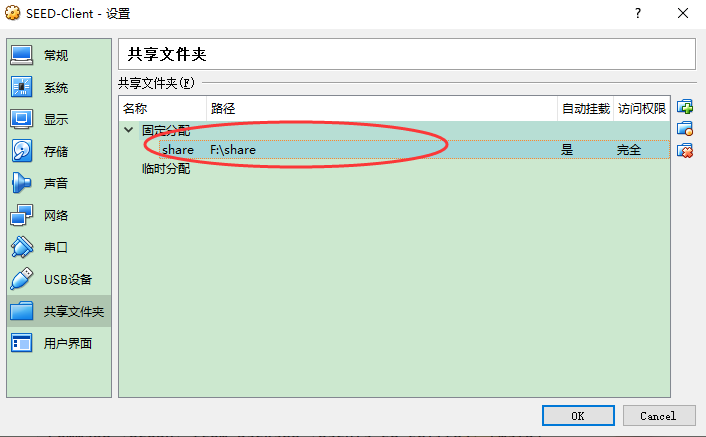 SEED-Client - 设置
?
常规
系统
显示
存储
声音
网络
串口
USB设备
共享文件夹
用户界面
共享文件夹
共享文件夹(F)
名称 路径 自动挂载 访问权限
固定分配
share F:\share 是 完全
临时分配
OK Cancel